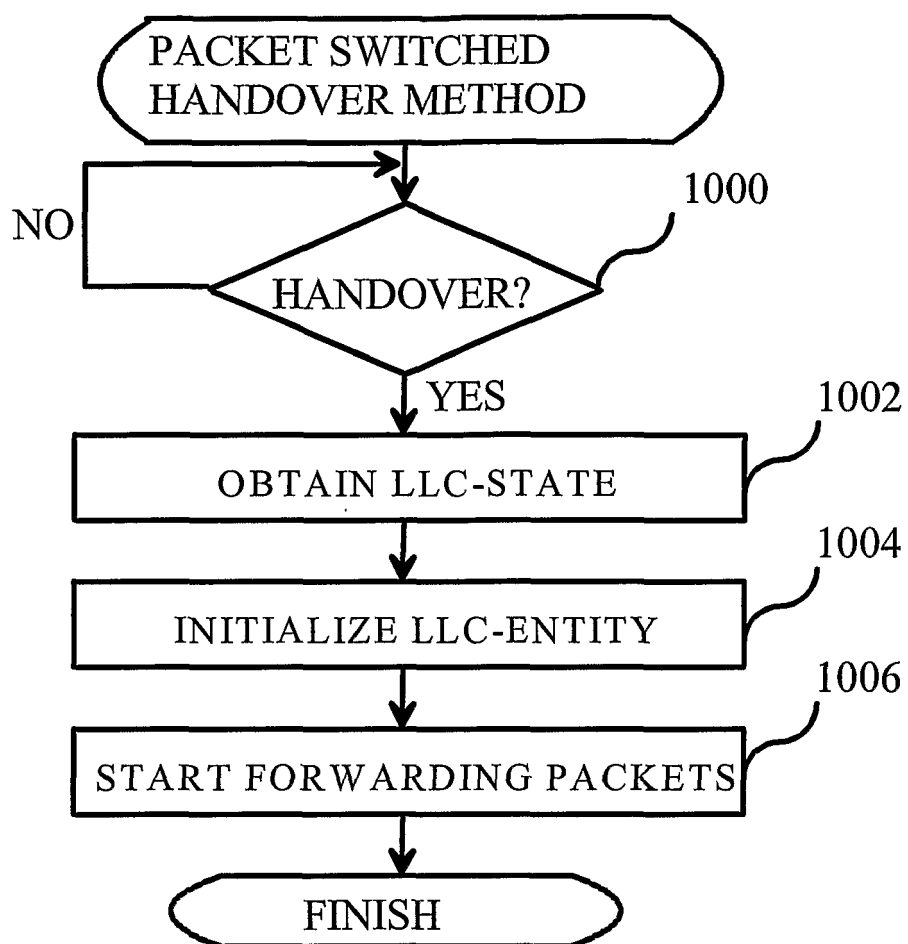 PACKET SWITCHED
HANDOVER METHOD
1000
NO
HANDOVER?
YES
1002
OBTAIN LLC-STATE
1004
INITIALIZE LLC-ENTITY
1006
START FORWARDING PACKETS
FINISH